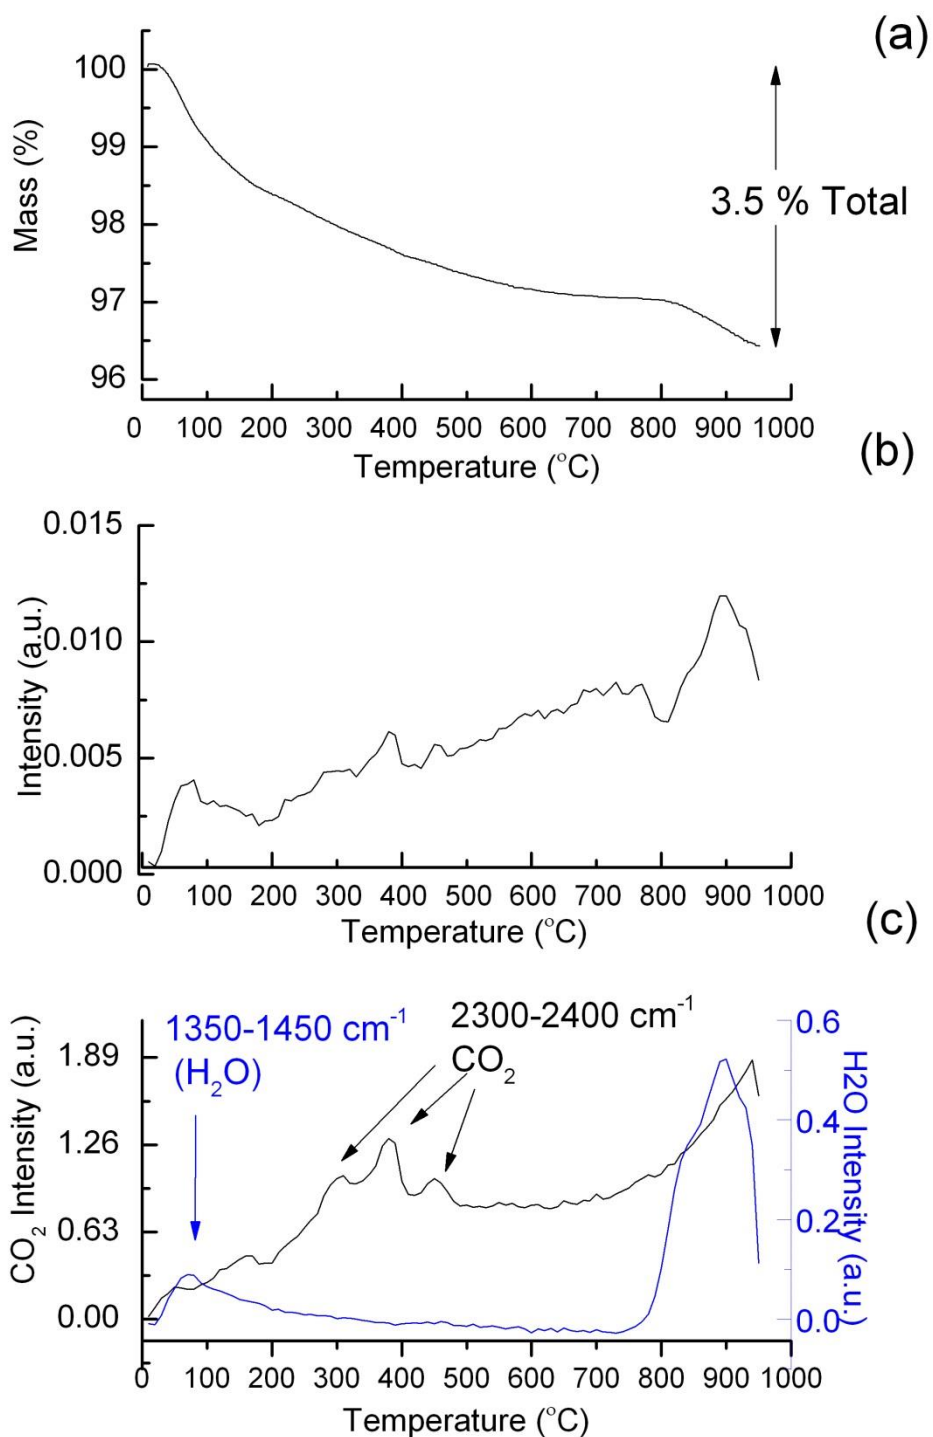 (a)
100
99
98
97
96
Mass (%)
3.5 % Total
0 100 200 300 400 500 600 700 800 900 1000
Temperature (°C)
(b)
0.015
0.010
0.005
0.000
Intensity (a.u.)
0 100 200 300 400 500 600 700 800 900 1000
Temperature (°C)
(c)
1350-1450 cm⁻¹
(H₂O)
2300-2400 cm⁻¹
CO₂
1.89
1.26
0.63
0.00
CO₂ Intensity (a.u.)
0.6
0.4
0.2
0.0
H2O Intensity (a.u.)
0 100 200 300 400 500 600 700 800 900 1000
Temperature (°C)